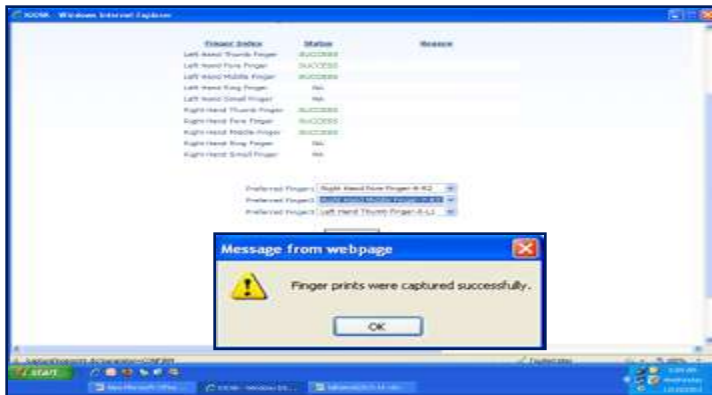 Windows Internet Explorer
Finger Index Status Reason
Left Hand Thumb Finger SUCCESS
Left Hand Fore Finger SUCCESS
Left Hand Middle Finger SUCCESS
Left Hand Ring Finger NA
Left Hand Small Finger NA
Right Hand Thumb Finger SUCCESS
Right Hand Fore Finger SUCCESS
Right Hand Middle Finger SUCCESS
Right Hand Ring Finger NA
Right Hand Small Finger NA
Preferred Finger1 Right Hand Fore Finger-R-R2
Preferred Finger2 Right Hand Middle
Preferred Finger3 Left Hand Thumb Finger
Message from webpage
Finger prints were captured successfully.
OK
start